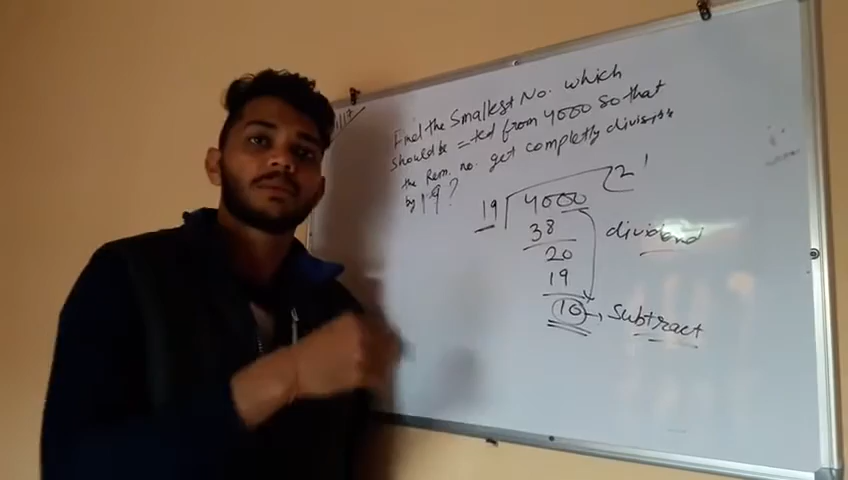 Find the Smallest No. which
should be =ted from 4000 so that
the Rem. no. get completly divisible
by 19?
19 4000 2 1
38
dividend
20
19
10 → Subtract